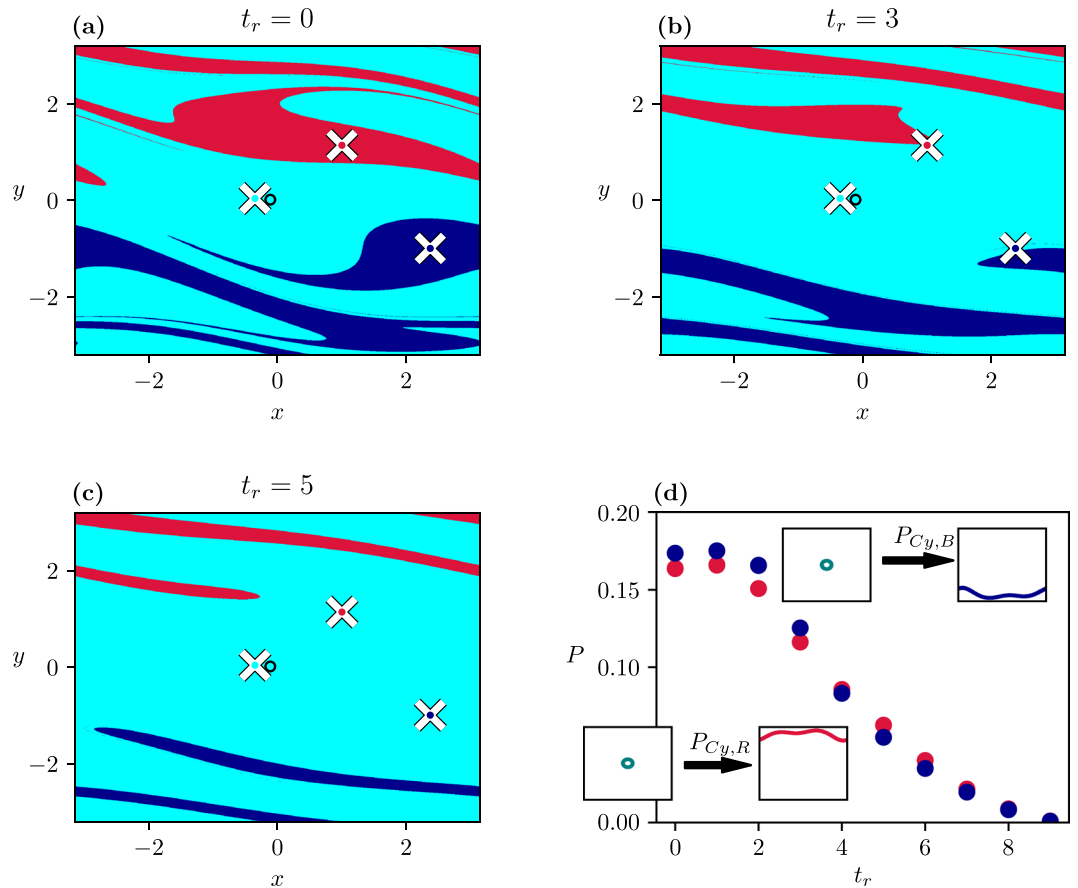 (a)
t_r = 0
y
2
0
−2
−2 0 2
x
(b)
t_r = 3
y
2
0
−2
−2 0 2
x
(c)
t_r = 5
y
2
0
−2
−2 0 2
x
(d)
P
0.20
0.15
0.10
0.00
P_{Cy,B}
P_{Cy,R}
0 2 4 6 8
t_r